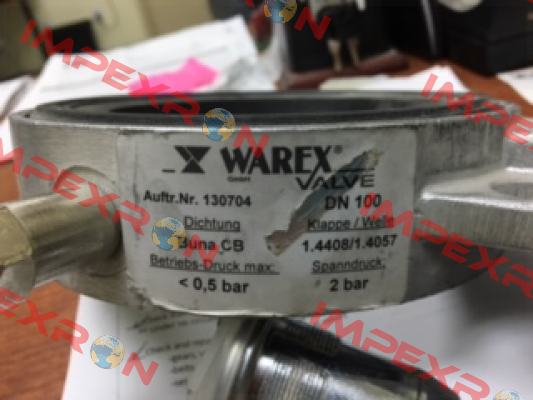 WAREX®
GmbH VALVE
Auftr.Nr. 130704 DN 100
Dichtung Klappe / Welle
Buna CB 1.4408/1.4057
Betriebs-Druck max: Spanndruck
< 0,5 bar 2 bar
IMPEXRON
IMPEXRON
IMPEXRON
IMPEXRON